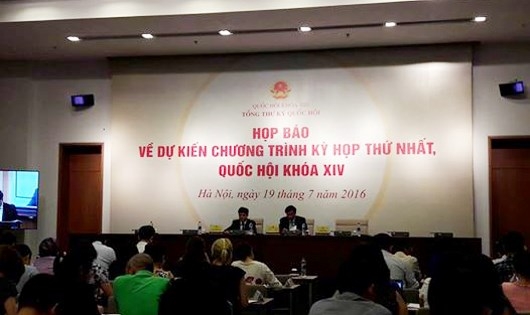 QUỐC HỘI KHÓA XIII
TỔNG THƯ KÝ QUỐC HỘI
HỌP BÁO
VỀ DỰ KIẾN CHƯƠNG TRÌNH KỲ HỌP THỨ NHẤT,
QUỐC HỘI KHÓA XIV
Hà Nội, ngày 19 tháng 7 năm 2016